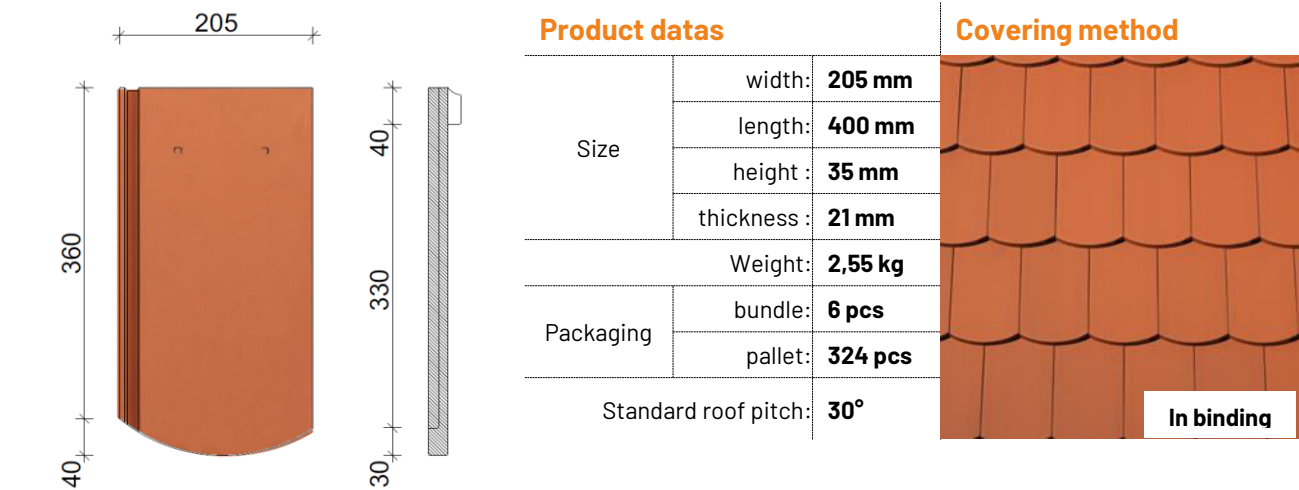 205
360
40
40
330
30
Product datas
Size
width: 205 mm
length: 400 mm
height : 35 mm
thickness : 21 mm
Weight: 2,55 kg
Packaging
bundle: 6 pcs
pallet: 324 pcs
Standard roof pitch: 30°
Covering method
In binding